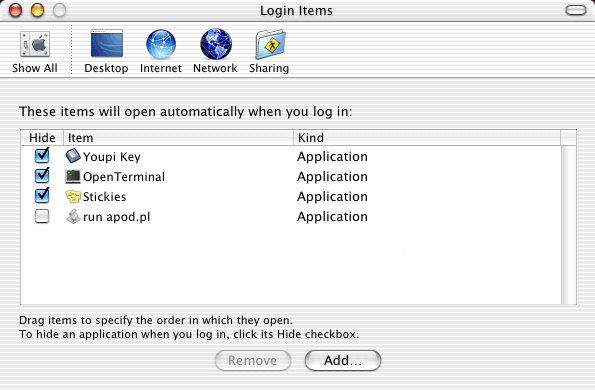 Login Items
Show All Desktop Internet Network Sharing
These items will open automatically when you log in:
Hide Item Kind
Youpi Key Application
OpenTerminal Application
Stickies Application
run apod.pl Application
Drag items to specify the order in which they open.
To hide an application when you log in, click its Hide checkbox.
Remove Add...